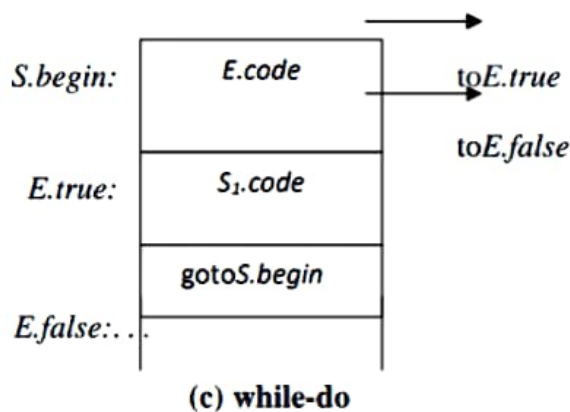 S.begin: E.code toE.true
toE.false
E.true: S₁.code
gotoS.begin
E.false:...
(c) while-do